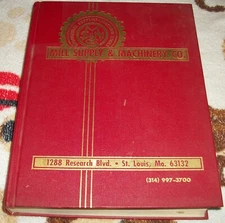 MILL SUPPLY & MACHINERY CO
1288 Research Blvd. • St. Louis, Mo. 63132
(314) 997-3700